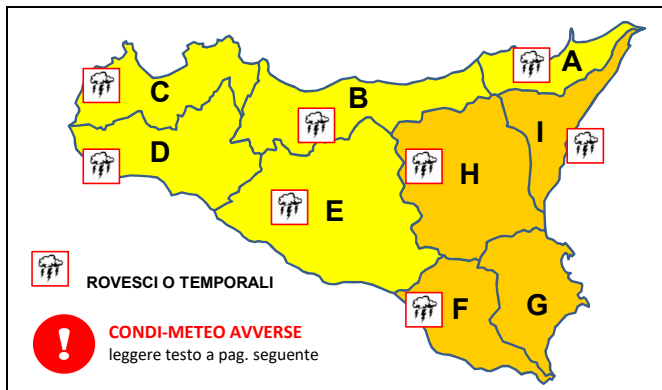 A
C
B
I
D
H
E
F
G
ROVESCI O TEMPORALI
! CONDI-METEO AVVERSE
leggere testo a pag. seguente